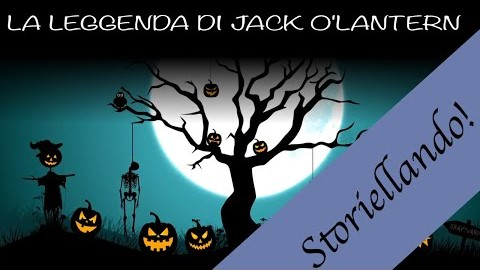 LA LEGGENDA DI JACK O'LANTERN
Storiellando!